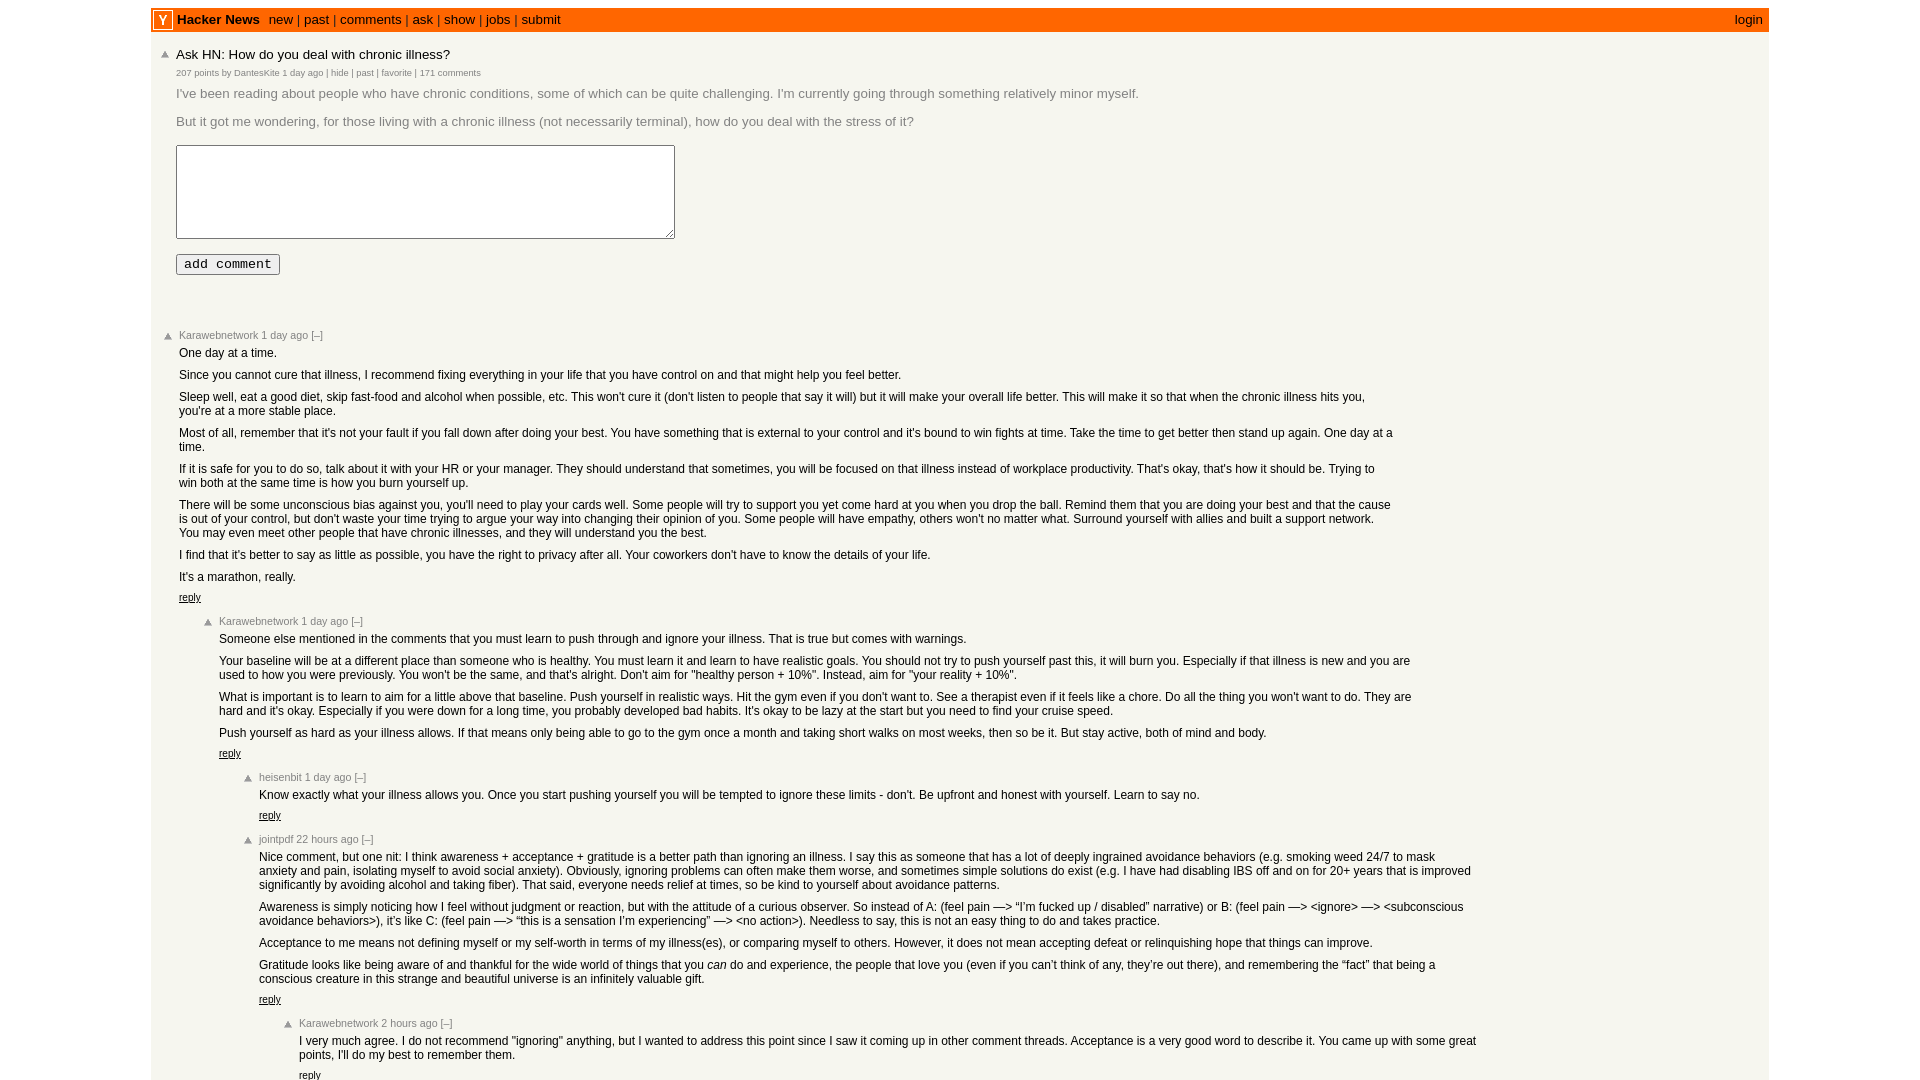 Y Hacker News new | past | comments | ask | show | jobs | submit login
Ask HN: How do you deal with chronic illness?
207 points by DantesKite 1 day ago | hide | past | favorite | 171 comments
I've been reading about people who have chronic conditions, some of which can be quite challenging. I'm currently going through something relatively minor myself.
But it got me wondering, for those living with a chronic illness (not necessarily terminal), how do you deal with the stress of it?
add comment
Karawebnetwork 1 day ago [–]
One day at a time.
Since you cannot cure that illness, I recommend fixing everything in your life that you have control on and that might help you feel better.
Sleep well, eat a good diet, skip fast-food and alcohol when possible, etc. This won't cure it (don't listen to people that say it will) but it will make your overall life better. This will make it so that when the chronic illness hits you,
you're at a more stable place.
Most of all, remember that it's not your fault if you fall down after doing your best. You have something that is external to your control and it's bound to win fights at time. Take the time to get better then stand up again. One day at a
time.
If it is safe for you to do so, talk about it with your HR or your manager. They should understand that sometimes, you will be focused on that illness instead of workplace productivity. That's okay, that's how it should be. Trying to
win both at the same time is how you burn yourself up.
There will be some unconscious bias against you, you'll need to play your cards well. Some people will try to support you yet come hard at you when you drop the ball. Remind them that you are doing your best and that the cause
is out of your control, but don't waste your time trying to argue your way into changing their opinion of you. Some people will have empathy, others won't no matter what. Surround yourself with allies and built a support network.
You may even meet other people that have chronic illnesses, and they will understand you the best.
I find that it's better to say as little as possible, you have the right to privacy after all. Your coworkers don't have to know the details of your life.
It's a marathon, really.
reply
Karawebnetwork 1 day ago [–]
Someone else mentioned in the comments that you must learn to push through and ignore your illness. That is true but comes with warnings.
Your baseline will be at a different place than someone who is healthy. You must learn it and learn to have realistic goals. You should not try to push yourself past this, it will burn you. Especially if that illness is new and you are
used to how you were previously. You won't be the same, and that's alright. Don't aim for "healthy person + 10%". Instead, aim for "your reality + 10%".
What is important is to learn to aim for a little above that baseline. Push yourself in realistic ways. Hit the gym even if you don't want to. See a therapist even if it feels like a chore. Do all the thing you won't want to do. They are
hard and it's okay. Especially if you were down for a long time, you probably developed bad habits. It's okay to be lazy at the start but you need to find your cruise speed.
Push yourself as hard as your illness allows. If that means only being able to go to the gym once a month and taking short walks on most weeks, then so be it. But stay active, both of mind and body.
reply
heisenbit 1 day ago [–]
Know exactly what your illness allows you. Once you start pushing yourself you will be tempted to ignore these limits - don't. Be upfront and honest with yourself. Learn to say no.
reply
jointpdf 22 hours ago [–]
Nice comment, but one nit: I think awareness + acceptance + gratitude is a better path than ignoring an illness. I say this as someone that has a lot of deeply ingrained avoidance behaviors (e.g. smoking weed 24/7 to mask
anxiety and pain, isolating myself to avoid social anxiety). Obviously, ignoring problems can often make them worse, and sometimes simple solutions do exist (e.g. I have had disabling IBS off and on for 20+ years that is improved
significantly by avoiding alcohol and taking fiber). That said, everyone needs relief at times, so be kind to yourself about avoidance patterns.
Awareness is simply noticing how I feel without judgment or reaction, but with the attitude of a curious observer. So instead of A: (feel pain —> “I’m fucked up / disabled” narrative) or B: (feel pain —> <ignore> —> <subconscious
avoidance behaviors>), it’s like C: (feel pain —> “this is a sensation I’m experiencing” —> <no action>). Needless to say, this is not an easy thing to do and takes practice.
Acceptance to me means not defining myself or my self-worth in terms of my illness(es), or comparing myself to others. However, it does not mean accepting defeat or relinquishing hope that things can improve.
Gratitude looks like being aware of and thankful for the wide world of things that you can do and experience, the people that love you (even if you can’t think of any, they’re out there), and remembering the “fact” that being a
conscious creature in this strange and beautiful universe is an infinitely valuable gift.
reply
Karawebnetwork 2 hours ago [–]
I very much agree. I do not recommend "ignoring" anything, but I wanted to address this point since I saw it coming up in other comment threads. Acceptance is a very good word to describe it. You came up with some great
points, I'll do my best to remember them.
reply